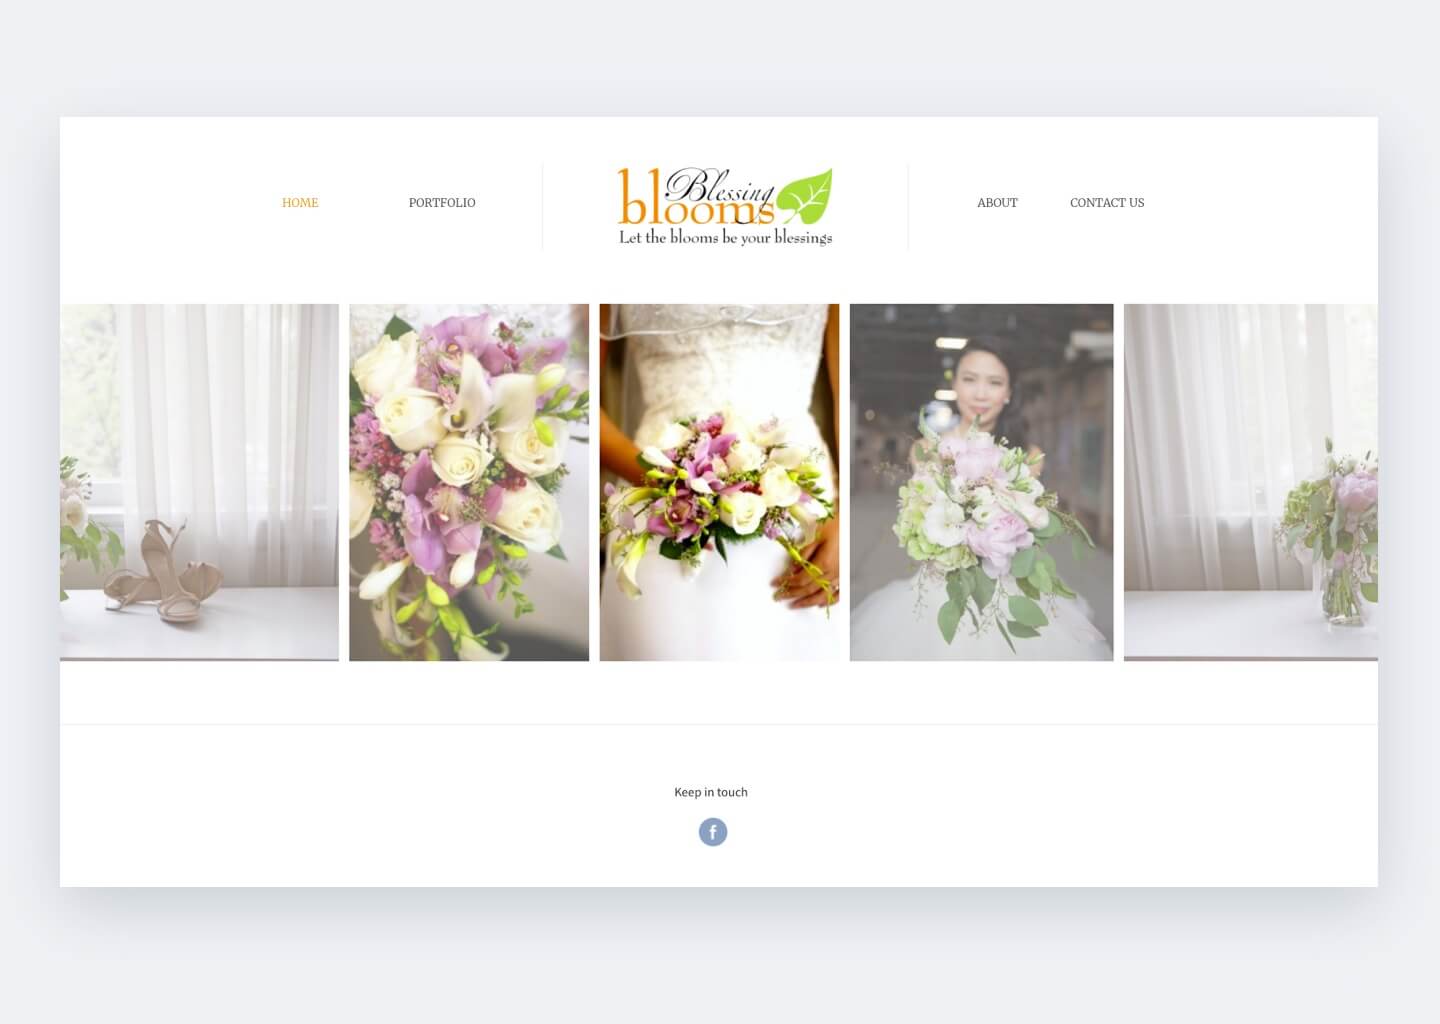 HOME
PORTFOLIO
Blessing
blooms
Let the blooms be your blessings
ABOUT
CONTACT US
Keep in touch
f